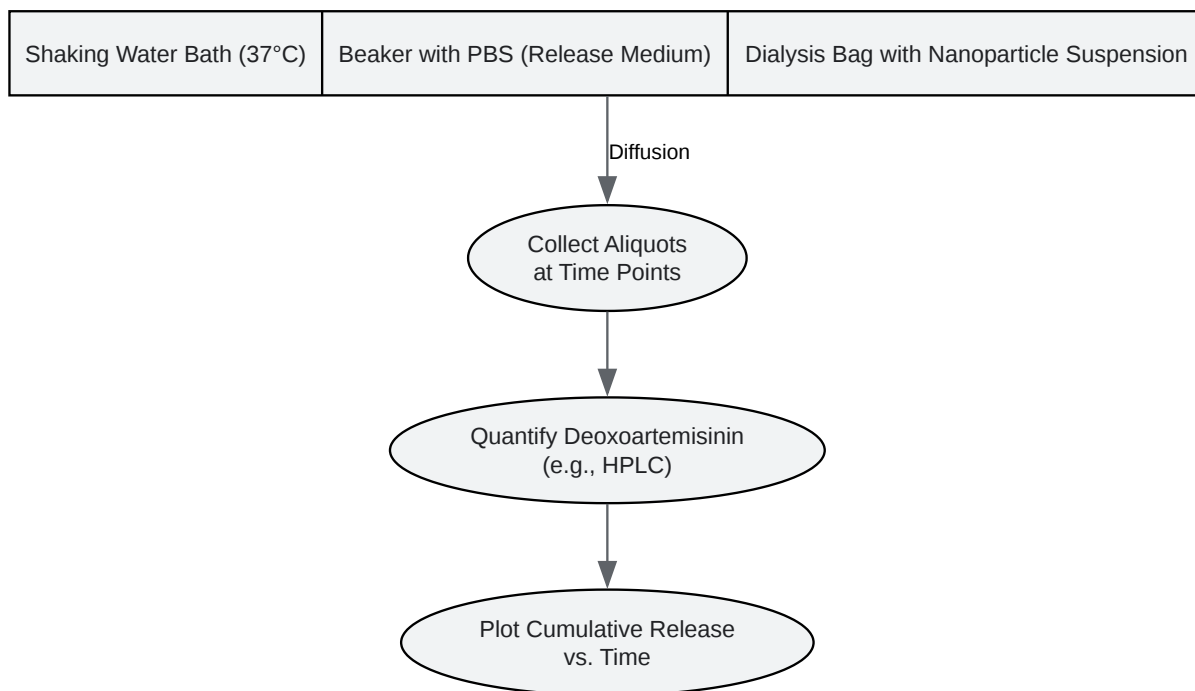 Shaking Water Bath (37°C)
Beaker with PBS (Release Medium)
Dialysis Bag with Nanoparticle Suspension
Diffusion
Collect Aliquots
at Time Points
Quantify Deoxoartemisinin
(e.g., HPLC)
Plot Cumulative Release
vs. Time